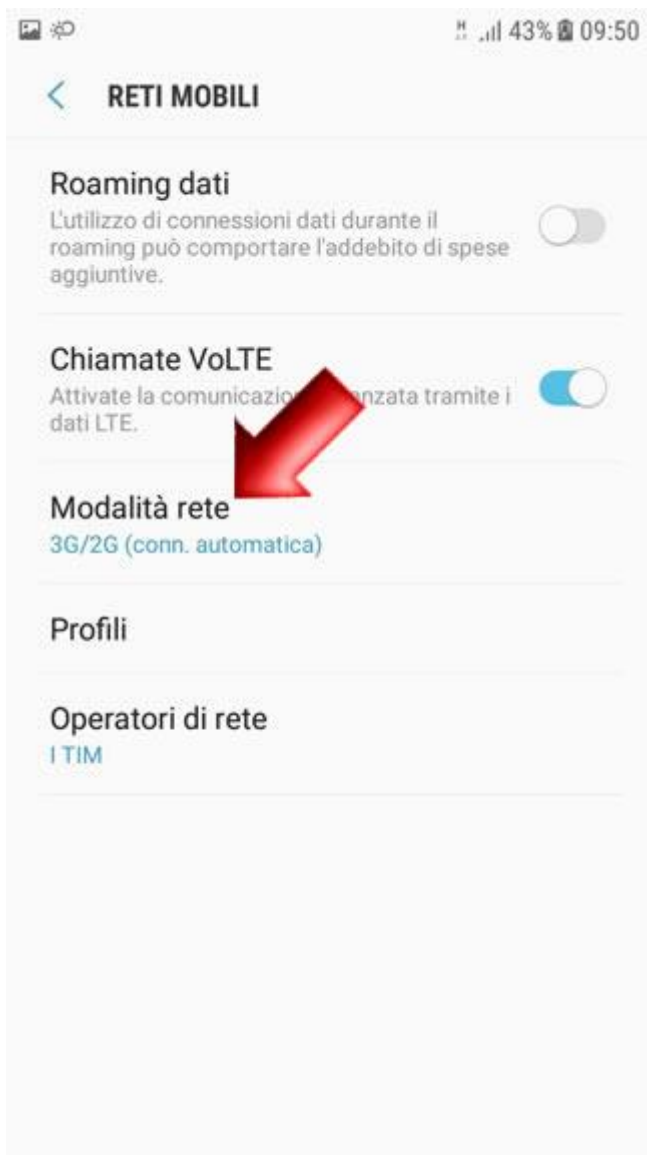 H 43% 09:50
RETI MOBILI
Roaming dati
L'utilizzo di connessioni dati durante il
roaming può comportare l'addebito di spese
aggiuntive.
Chiamate VoLTE
Attivate la comunicazio anzata tramite i
dati LTE.
Modalità rete
3G/2G (conn. automatica)
Profili
Operatori di rete
I TIM